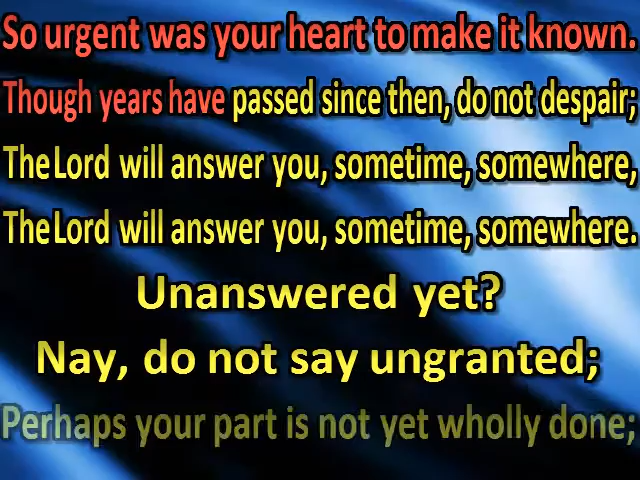 So urgent was your heart to make it known.
Though years have passed since then, do not despair;
The Lord will answer you, sometime, somewhere,
The Lord will answer you, sometime, somewhere.
Unanswered yet?
Nay, do not say ungranted;
Perhaps your part is not yet wholly done;